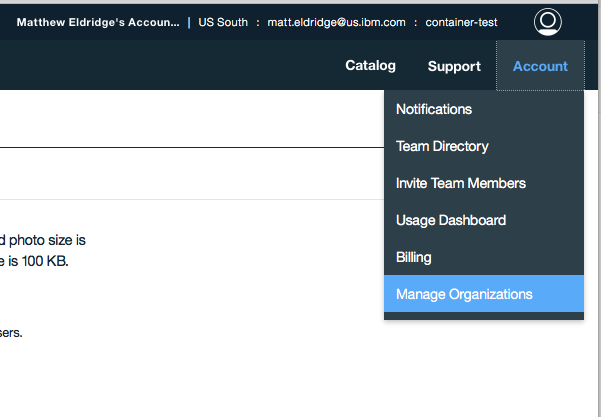 Matthew Eldridge's Accoun... | US South : matt.eldridge@us.ibm.com : container-test
Catalog Support Account
Notifications
Team Directory
Invite Team Members
Usage Dashboard
Billing
Manage Organizations
photo size is
is 100 KB.